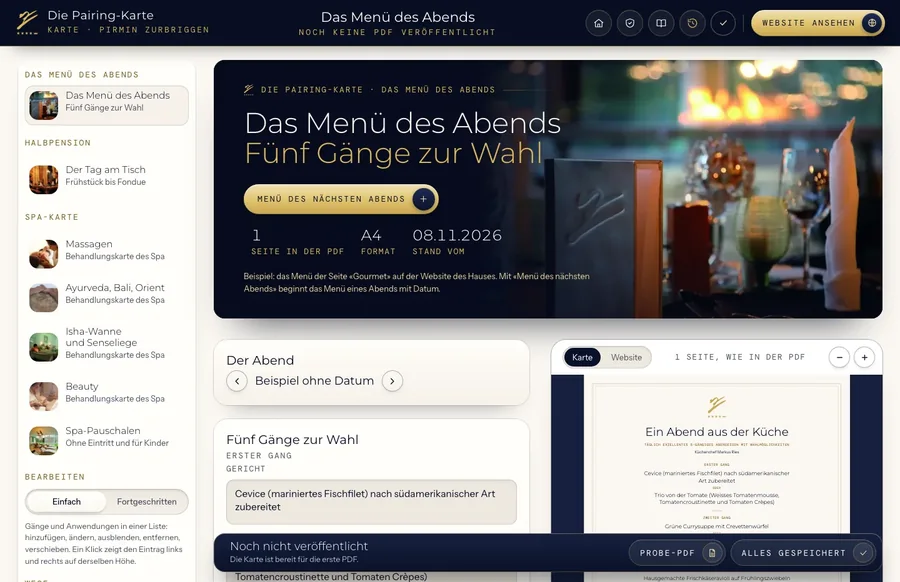 Die Pairing-Karte
KARTE · PIRMIN ZURBRIGGEN
Das Menü des Abends
NOCH KEINE PDF VERÖFFENTLICHT
WEBSITE ANSEHEN
DAS MENÜ DES ABENDS
Das Menü des Abends
Fünf Gänge zur Wahl
HALBPENSION
Der Tag am Tisch
Frühstück bis Fondue
SPA-KARTE
Massagen
Behandlungskarte des Spa
Ayurveda, Bali, Orient
Behandlungskarte des Spa
Isha-Wanne
und Senseliege
Behandlungskarte des Spa
Beauty
Behandlungskarte des Spa
Spa-Pauschalen
Ohne Eintritt und für Kinder
BEARBEITEN
Einfach
Fortgeschritten
Gänge und Anwendungen in einer Liste:
hinzufügen, ändern, ausblenden, entfernen,
verschieben. Ein Klick zeigt den Eintrag links
und rechts auf derselben Höhe.
DIE PAIRING-KARTE · DAS MENÜ DES ABENDS
Das Menü des Abends
Fünf Gänge zur Wahl
MENÜ DES NÄCHSTEN ABENDS
1
SEITE IN DER PDF
A4
FORMAT
08.11.2026
STAND VOM
Beispiel: das Menü der Seite «Gourmet» auf der Website des Hauses. Mit «Menü des nächsten
Abends» beginnt das Menü eines Abends mit Datum.
Der Abend
Beispiel ohne Datum
Fünf Gänge zur Wahl
ERSTER GANG
GERICHT
Cevice (mariniertes Fischfilet) nach südamerikanischer Art
zubereitet
Tomatencroustinette und Tomaten Crêpes)
Karte
Website
1 SEITE, WIE IN DER PDF
Ein Abend aus der Küche
ERSTER GANG
Cevice (mariniertes Fischfilet) nach südamerikanischer
Art zubereitet
ODER
Trio von der Tomate (Weisses Tomatenmousse,
Tomatencroustinette und Tomaten Crêpes)
ZWEITER GANG
Grüne Currysuppe mit Crevettenwürfel
Noch nicht veröffentlicht
Die Karte ist bereit für die erste PDF.
PROBE-PDF
ALLES GESPEICHERT
Hausgemachte Frischkäseravioli auf Frühlingszwiebeln